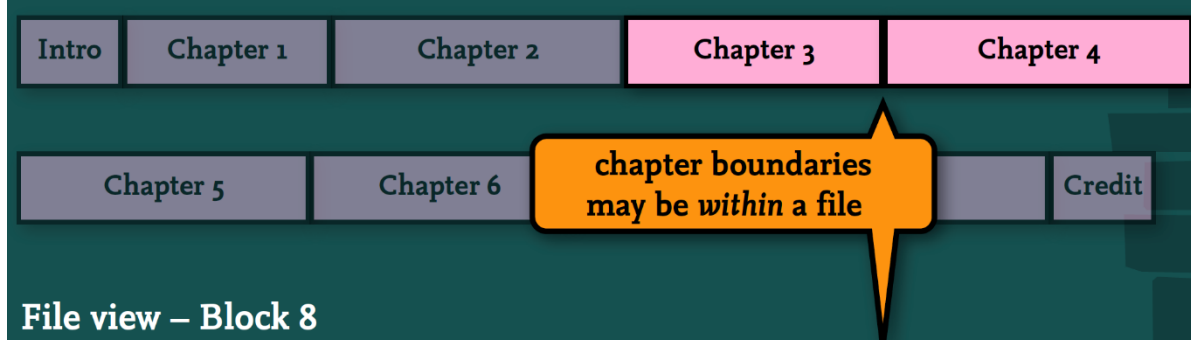 Intro Chapter 1 Chapter 2 Chapter 3 Chapter 4
chapter boundaries
may be within a file
Chapter 5 Chapter 6 Credit
File view – Block 8